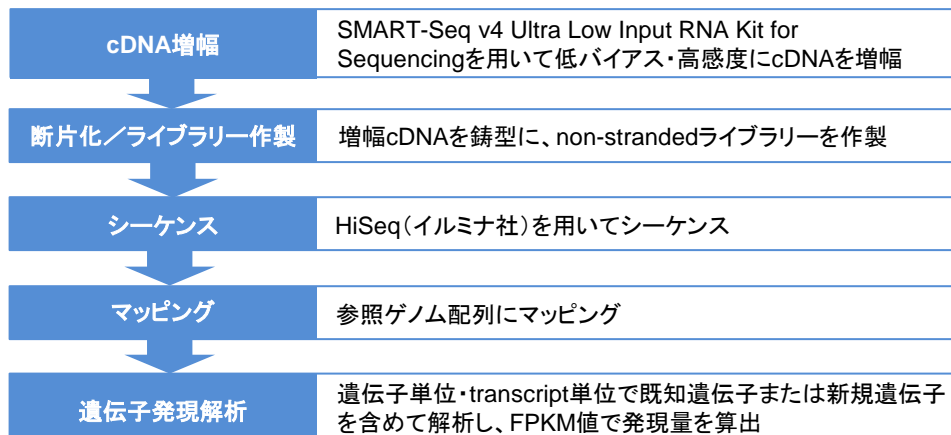 cDNA増幅
SMART-Seq v4 Ultra Low Input RNA Kit for
Sequencingを用いて低バイアス・高感度にcDNAを増幅
断片化／ライブラリー作製
増幅cDNAを鋳型に、non-strandedライブラリーを作製
シーケンス
HiSeq（イルミナ社）を用いてシーケンス
マッピング
参照ゲノム配列にマッピング
遺伝子発現解析
遺伝子単位・transcript単位で既知遺伝子または新規遺伝子
を含めて解析し、FPKM値で発現量を算出